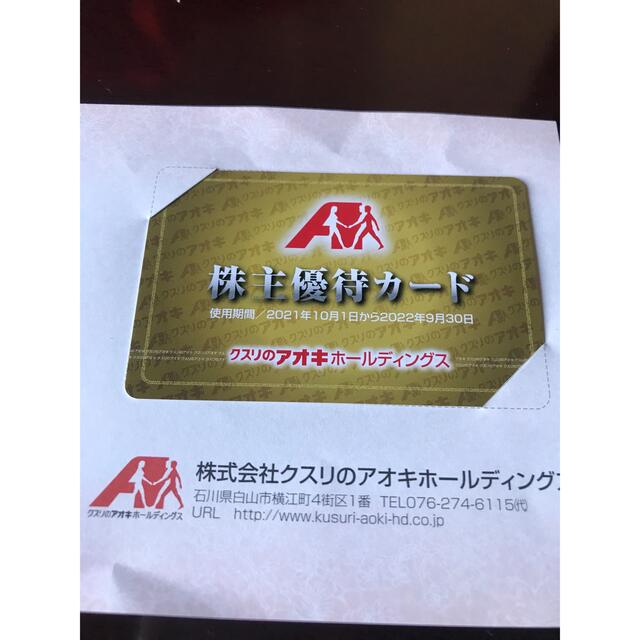 株主優待カード
使用期間/2021年10月1日から2022年9月30日
クスリのアオキホールディングス
株式会社クスリのアオキホールディングス
石川県白山市横江町4街区1番 TEL076-274-6115(代)
クスリのアオキホールディングス
URL http://www.kusuri-aoki-hd.co.jp